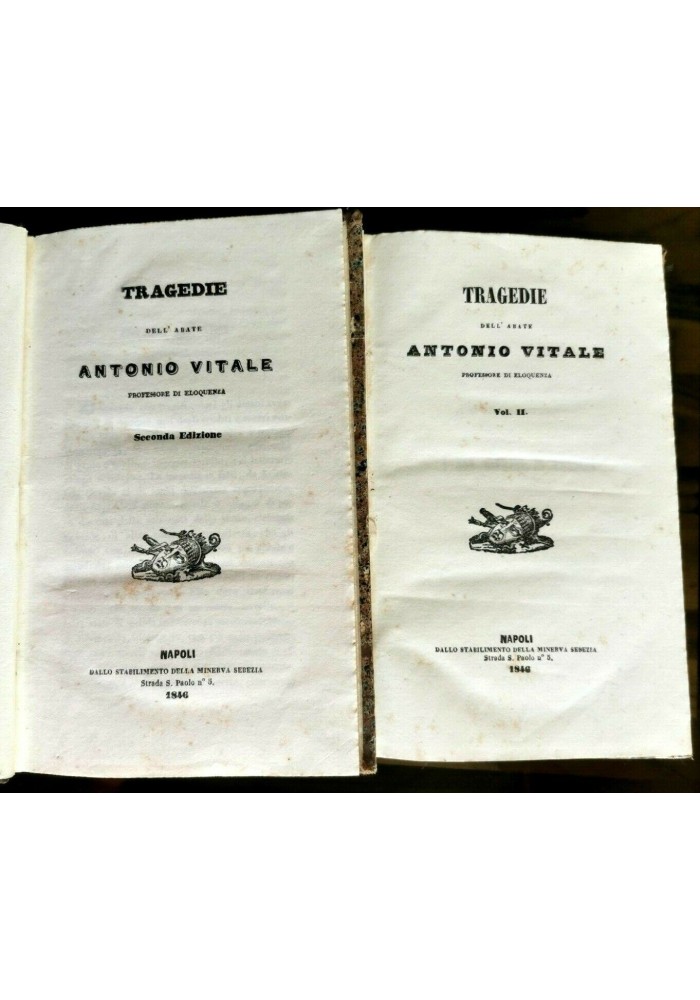 TRAGEDIE
DELL' ABATE
ANTONIO VITALE
PROFESSORE DI ELOQUENZA
Seconda Edizione
NAPOLI
DALLO STABILIMENTO DELLA MINERVA SEBEZIA
Strada S. Paolo n° 5.
1846
TRAGEDIE
DELL' ABATE
ANTONIO VITALE
PROFESSORE DI ELOQUENZA
Vol. II.
NAPOLI
DALLO STABILIMENTO DELLA MINERVA SEBEZIA
Strada S. Paolo n° 5.
1846